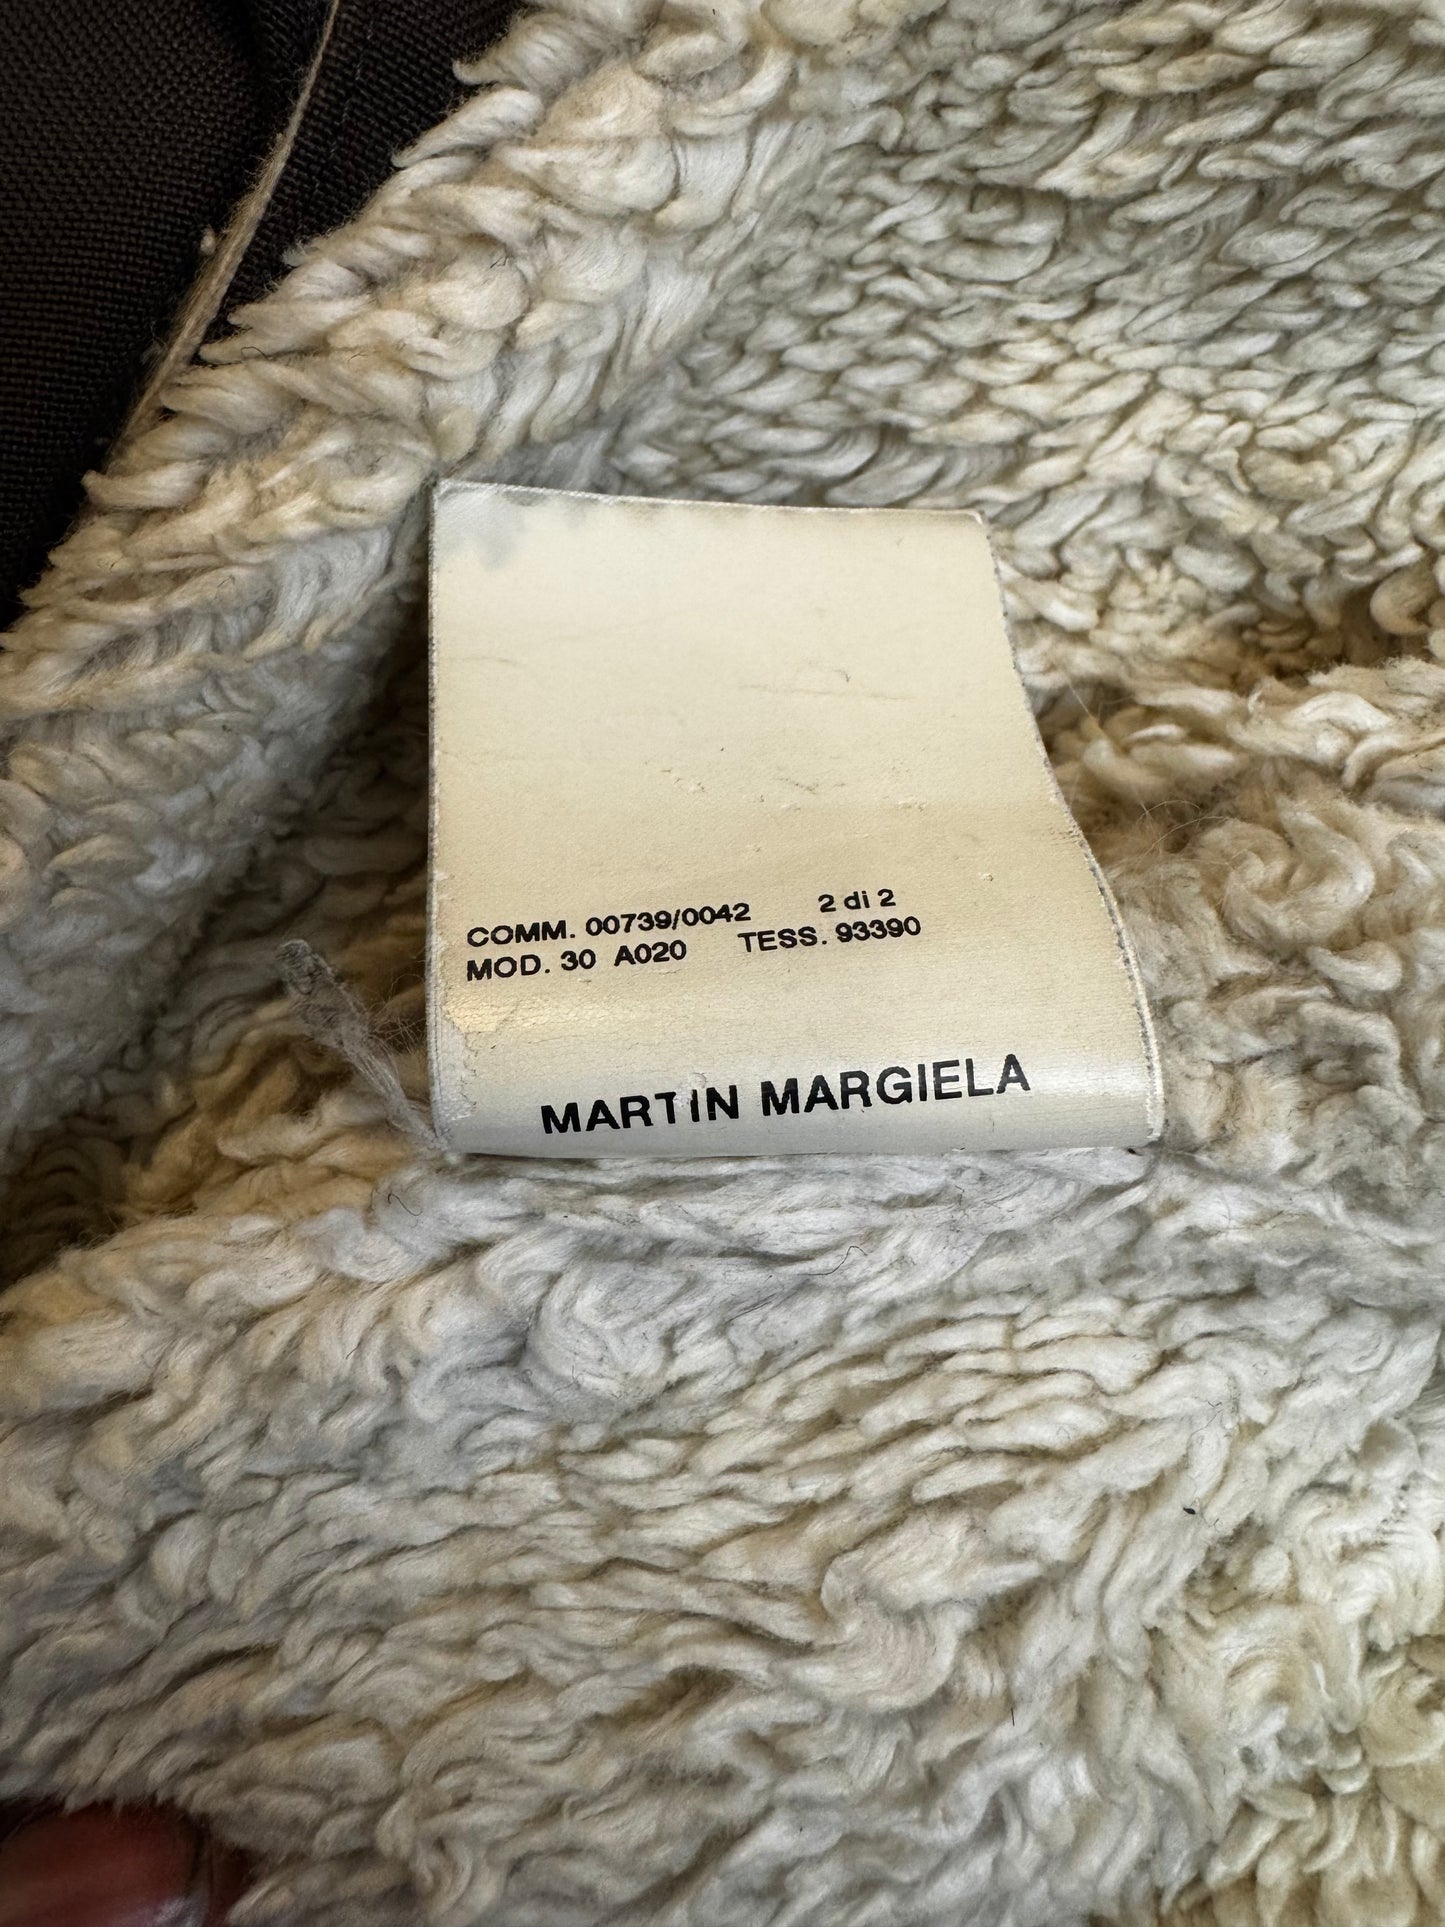 COMM. 00739/0042 2 di 2
MOD. 30 A020 TESS. 93390
MARTIN MARGIELA